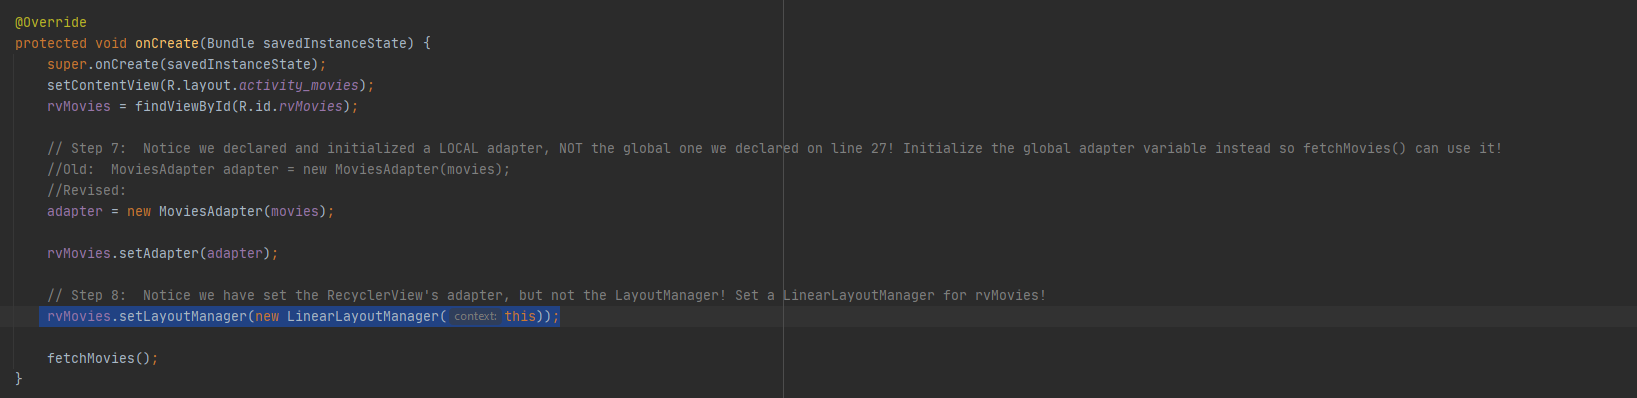 @Override
protected void onCreate(Bundle savedInstanceState) {
super.onCreate(savedInstanceState);
setContentView(R.layout.activity_movies);
rvMovies = findViewById(R.id.rvMovies);
// Step 7:  Notice we declared and initialized a LOCAL adapter, NOT the global one we declared on line 27! Initialize the global adapter variable instead so fetchMovies() can use it!
//Old:  MoviesAdapter adapter = new MoviesAdapter(movies);
//Revised:
adapter = new MoviesAdapter(movies);
rvMovies.setAdapter(adapter);
// Step 8:  Notice we have set the RecyclerView's adapter, but not the LayoutManager! Set a LinearLayoutManager for rvMovies!
rvMovies.setLayoutManager(new LinearLayoutManager( context: this));
fetchMovies();
}